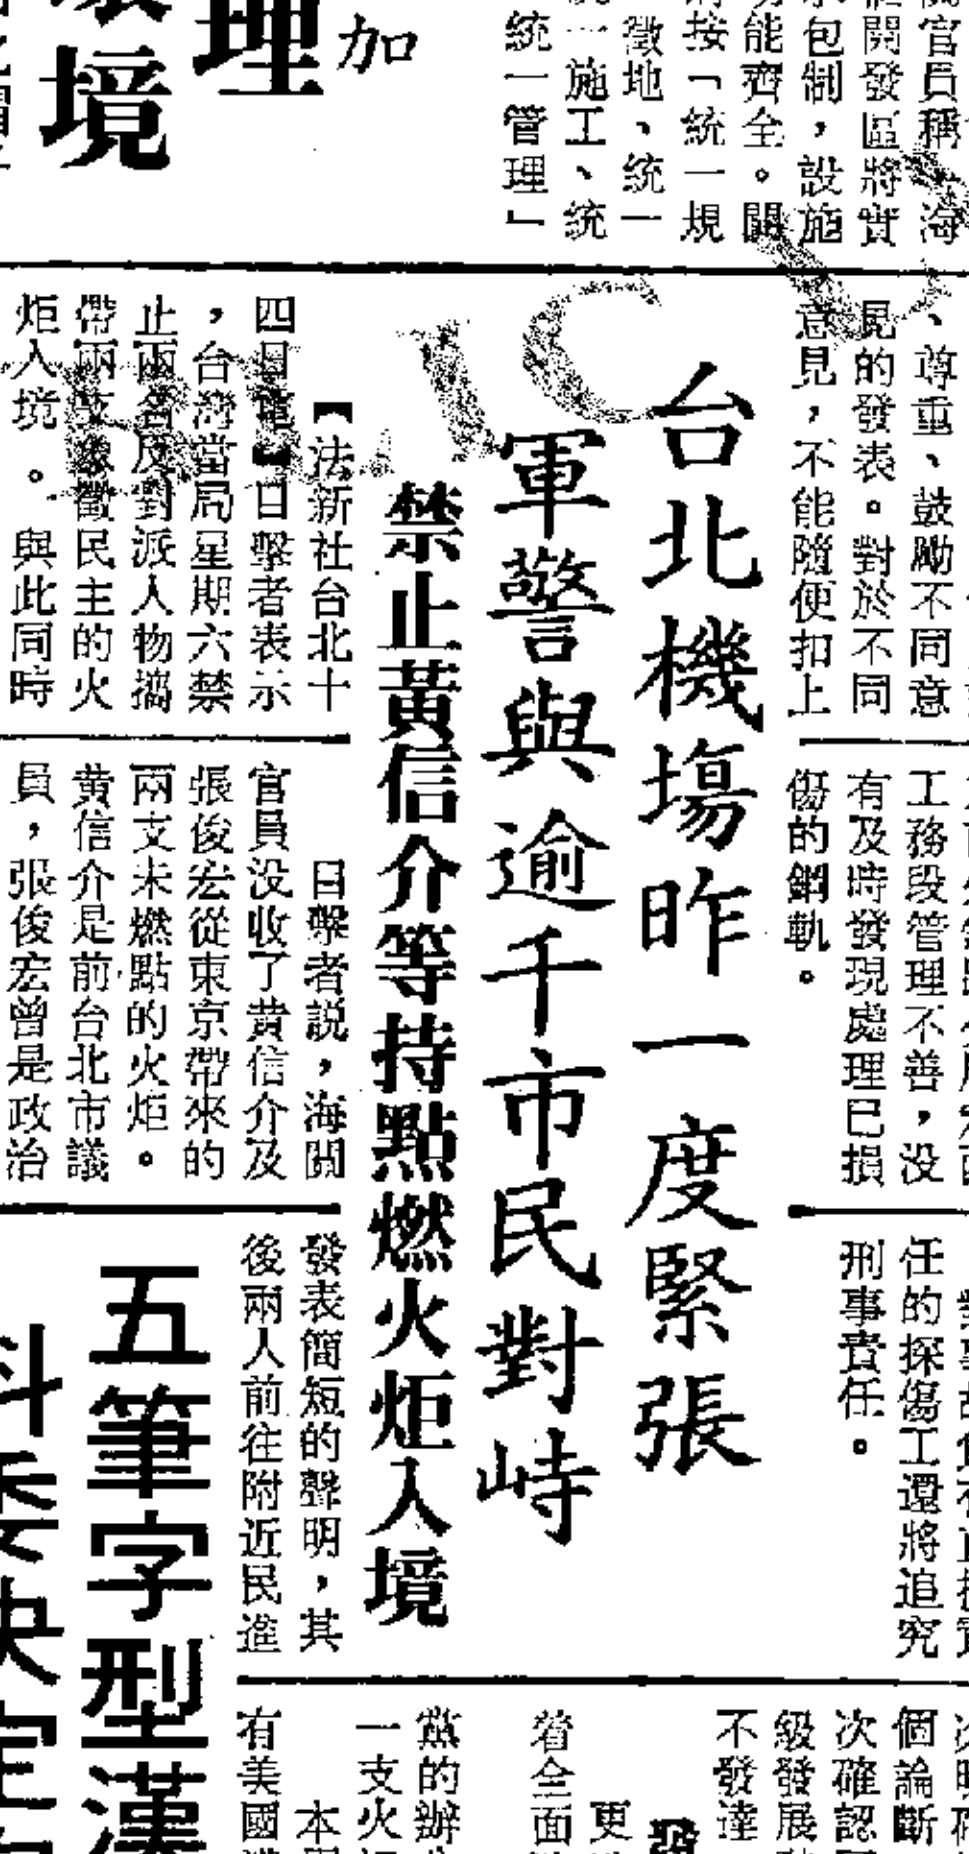 加
官員稱，海
開發區將實
包制，設施
能齊全。開
按「統一規
徵地、統一
一施工、統
統一管理」
理
境
、尊重、鼓勵不同意
見的發表。對於不同
意見，不能隨便扣上
工務段管理不善，没
有及時發現處理已損
傷的鋼軌。
任的探傷工還將追究
刑事責任。
台北機場昨一度緊張
軍警與逾千市民對峙
禁止黃信介等持點燃火炬入境
【法新社台北十
四日電】目擊者表示
，台灣當局星期六禁
止兩名反對派人物攜
帶兩支象徵民主的火
炬入境。與此同時
目擊者説，海關
官員没收了黄信介及
張俊宏從東京帶來的
兩支未燃點的火炬。
黄信介是前台北市議
員，張俊宏曾是政治
發表簡短的聲明，其
後兩人前往附近民進
黨的辦
一支火
本
有美國
五筆字型漢
次確認
個論斷
級發展
不發達
更
着全面